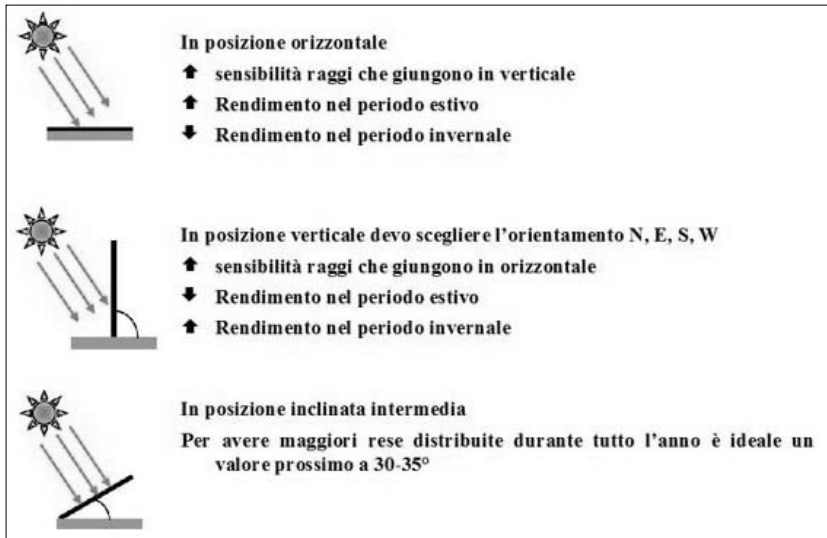 In posizione orizzontale
sensibilità raggi che giungono in verticale
Rendimento nel periodo estivo
Rendimento nel periodo invernale
In posizione verticale devo scegliere l'orientamento N, E, S, W
sensibilità raggi che giungono in orizzontale
Rendimento nel periodo estivo
Rendimento nel periodo invernale
In posizione inclinata intermedia
Per avere maggiori rese distribuite durante tutto l'anno è ideale un
valore prossimo a 30-35°